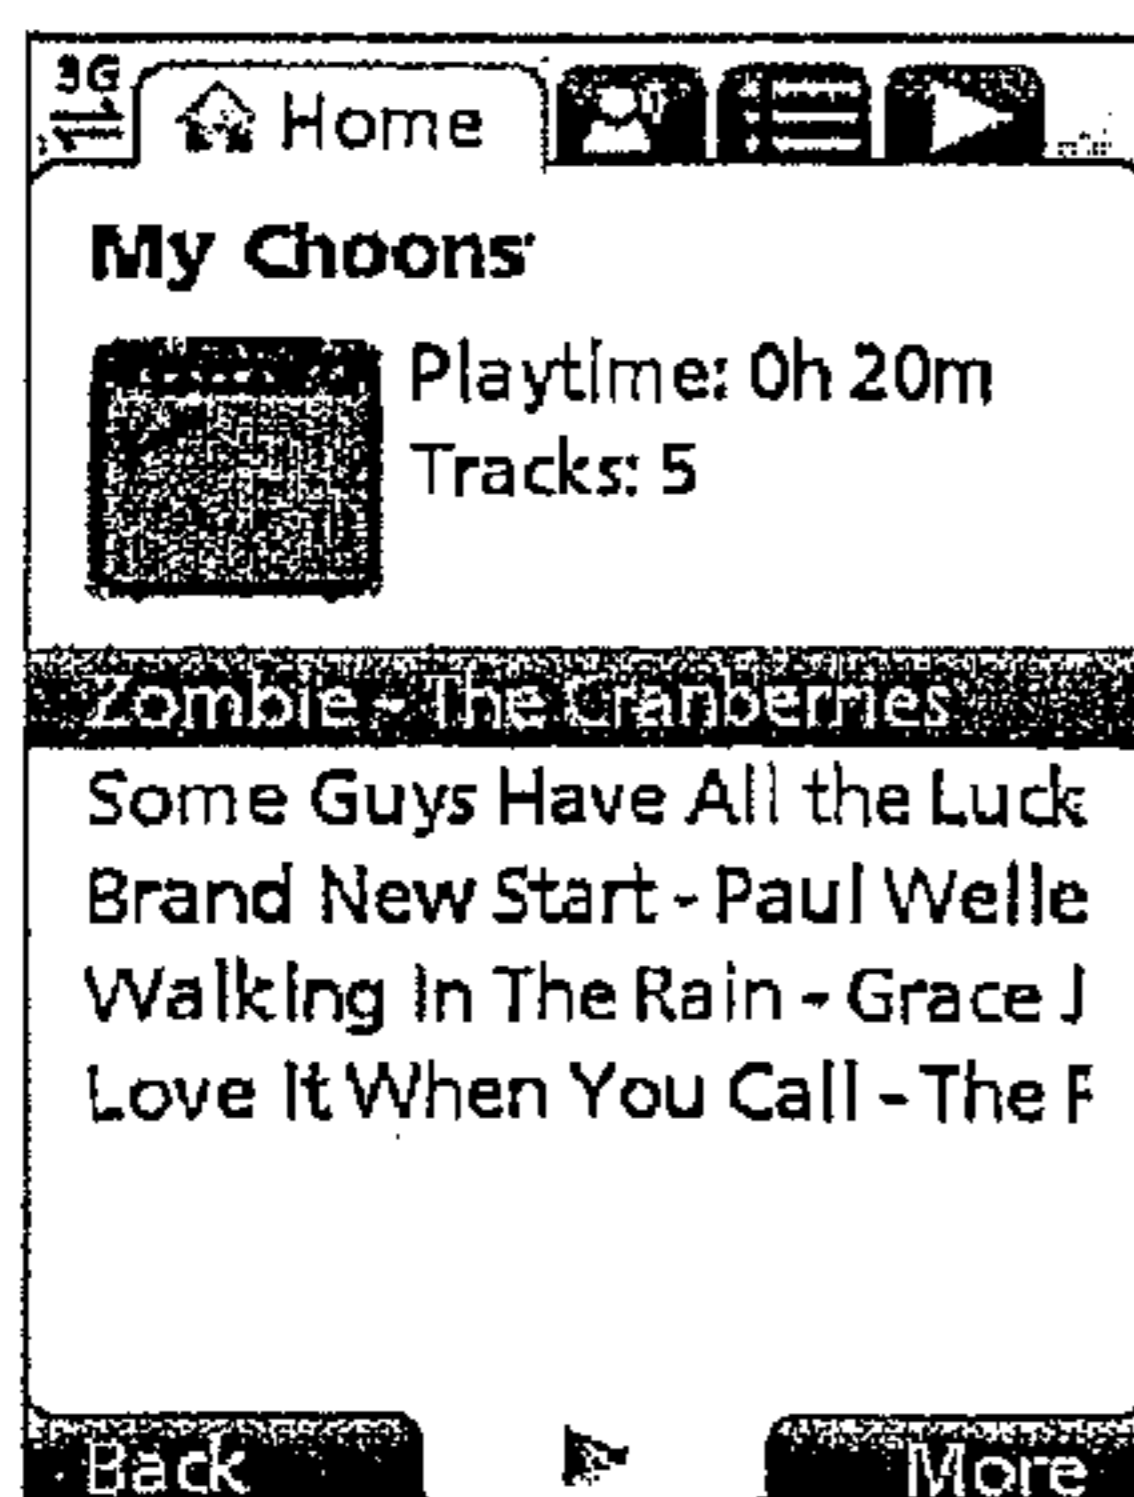 3G
Home
My Choons
Playtime: 0h 20m
Tracks: 5
Zombie - The Cranberries
Some Guys Have All the Luck
Brand New Start - Paul Welle
Walking In The Rain - Grace J
Love It When You Call - The F
Back
More